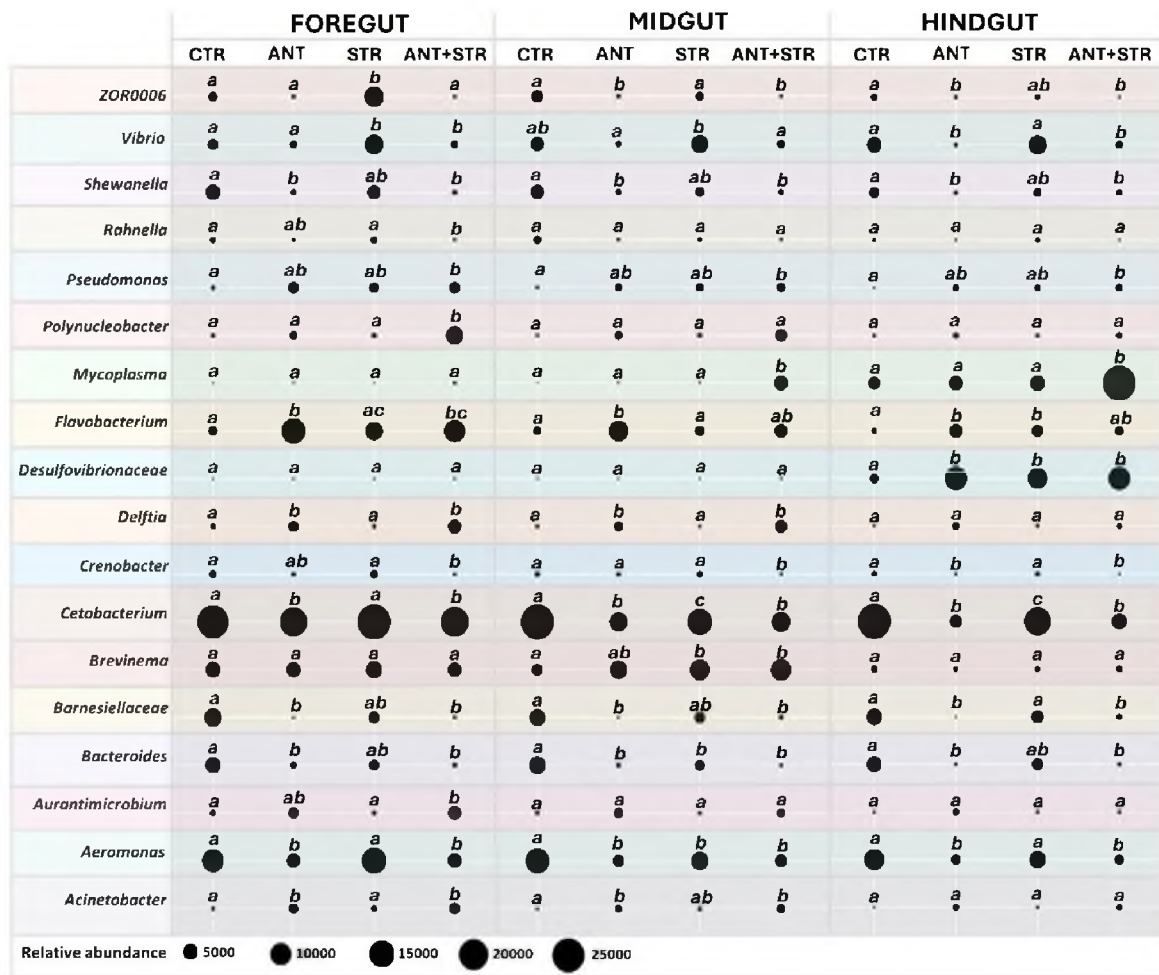 FOREGUT MIDGUT HINDGUT
CTR ANT STR ANT+STR CTR ANT STR ANT+STR CTR ANT STR ANT+STR
a a b a a b a b a b ab b
ZOR0006
a a b b ab a b a a b a b
Vibrio
a b ab b a b ab b a b ab b
Shewanella
a ab a b a a a a a a a a
Rahnella
a ab ab b a ab ab b a ab ab b
Pseudomonas
a a a b a a a a a a a a
Polynucleobacter
a a a a a a a b a a a b
Mycoplasma
a b ac bc a b a ab a b b ab
Flavobacterium
a a a a a a a a a b b b
Desulfovibrionaceae
a b a b a b a b a a a a
Delftia
a ab a b a a a b a b a b
Crenobacter
a b a b a b c b a b c b
Cetobacterium
a a a a a ab b b a a a a
Brevinema
a b ab b a b ab b a b a b
Barnesiellaceae
a b ab b a b b b a b ab b
Bacteroides
a ab a b a a a a a a a a
Aurantimicrobium
a b a b a b b b a b a b
Aeromonas
a b a b a b ab b a a a a
Acinetobacter
Relative abundance 5000 10000 15000 20000 25000